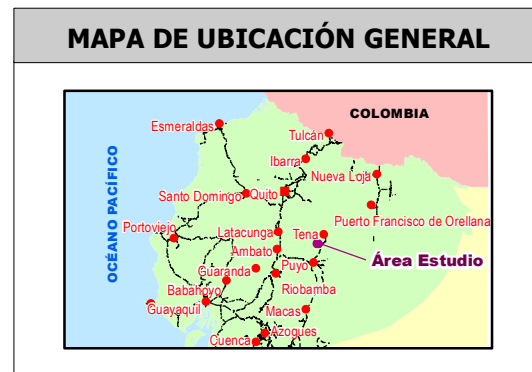 MAPA DE UBICACIÓN GENERAL
COLOMBIA
Esmeraldas
Tulcán
Ibarra
Nueva Loja
OCÉANO PACÍFICO
Santo Domingo
Quito
Puerto Francisco de Orellana
Portoviejo
Latacunga
Tena
Ambato
Área Estudio
Guaranda
Puyo
Babahoyo
Riobamba
Guayaquil
Macas
Azogues
Cuenca